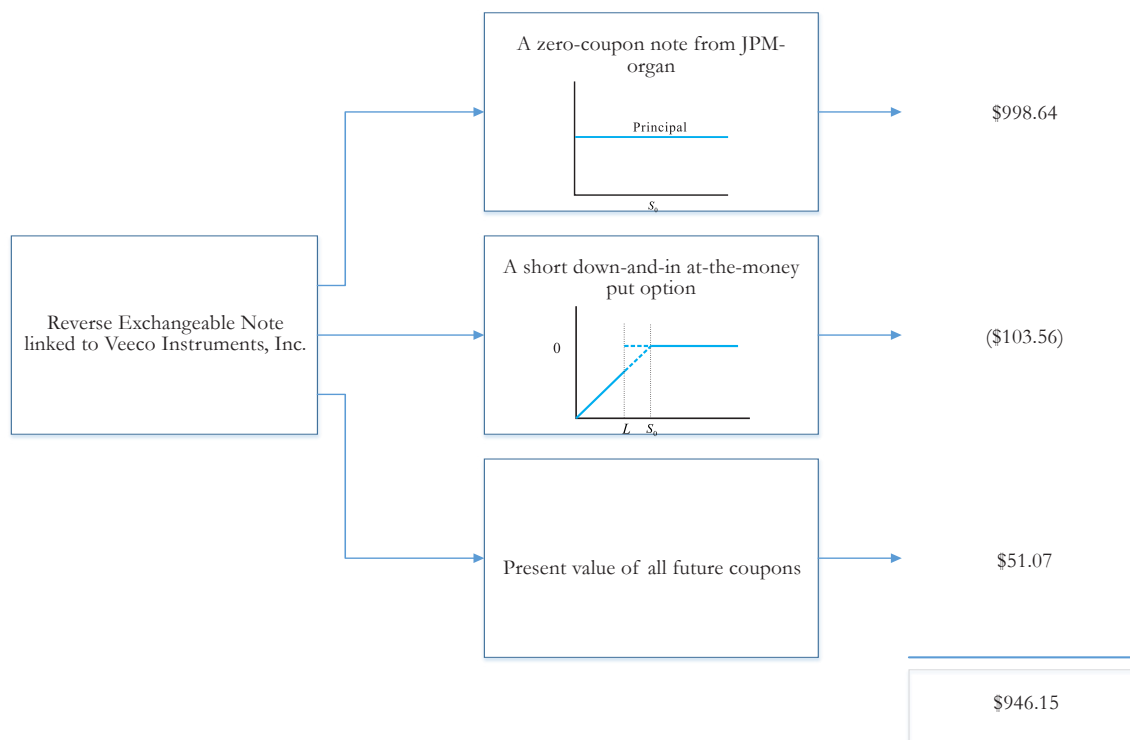 A zero-coupon note from JPM-
organ
Principal
S0
$998.64
Reverse Exchangeable Note
linked to Veeco Instruments, Inc.
A short down-and-in at-the-money
put option
0
L S0
($103.56)
Present value of all future coupons
$51.07
$946.15